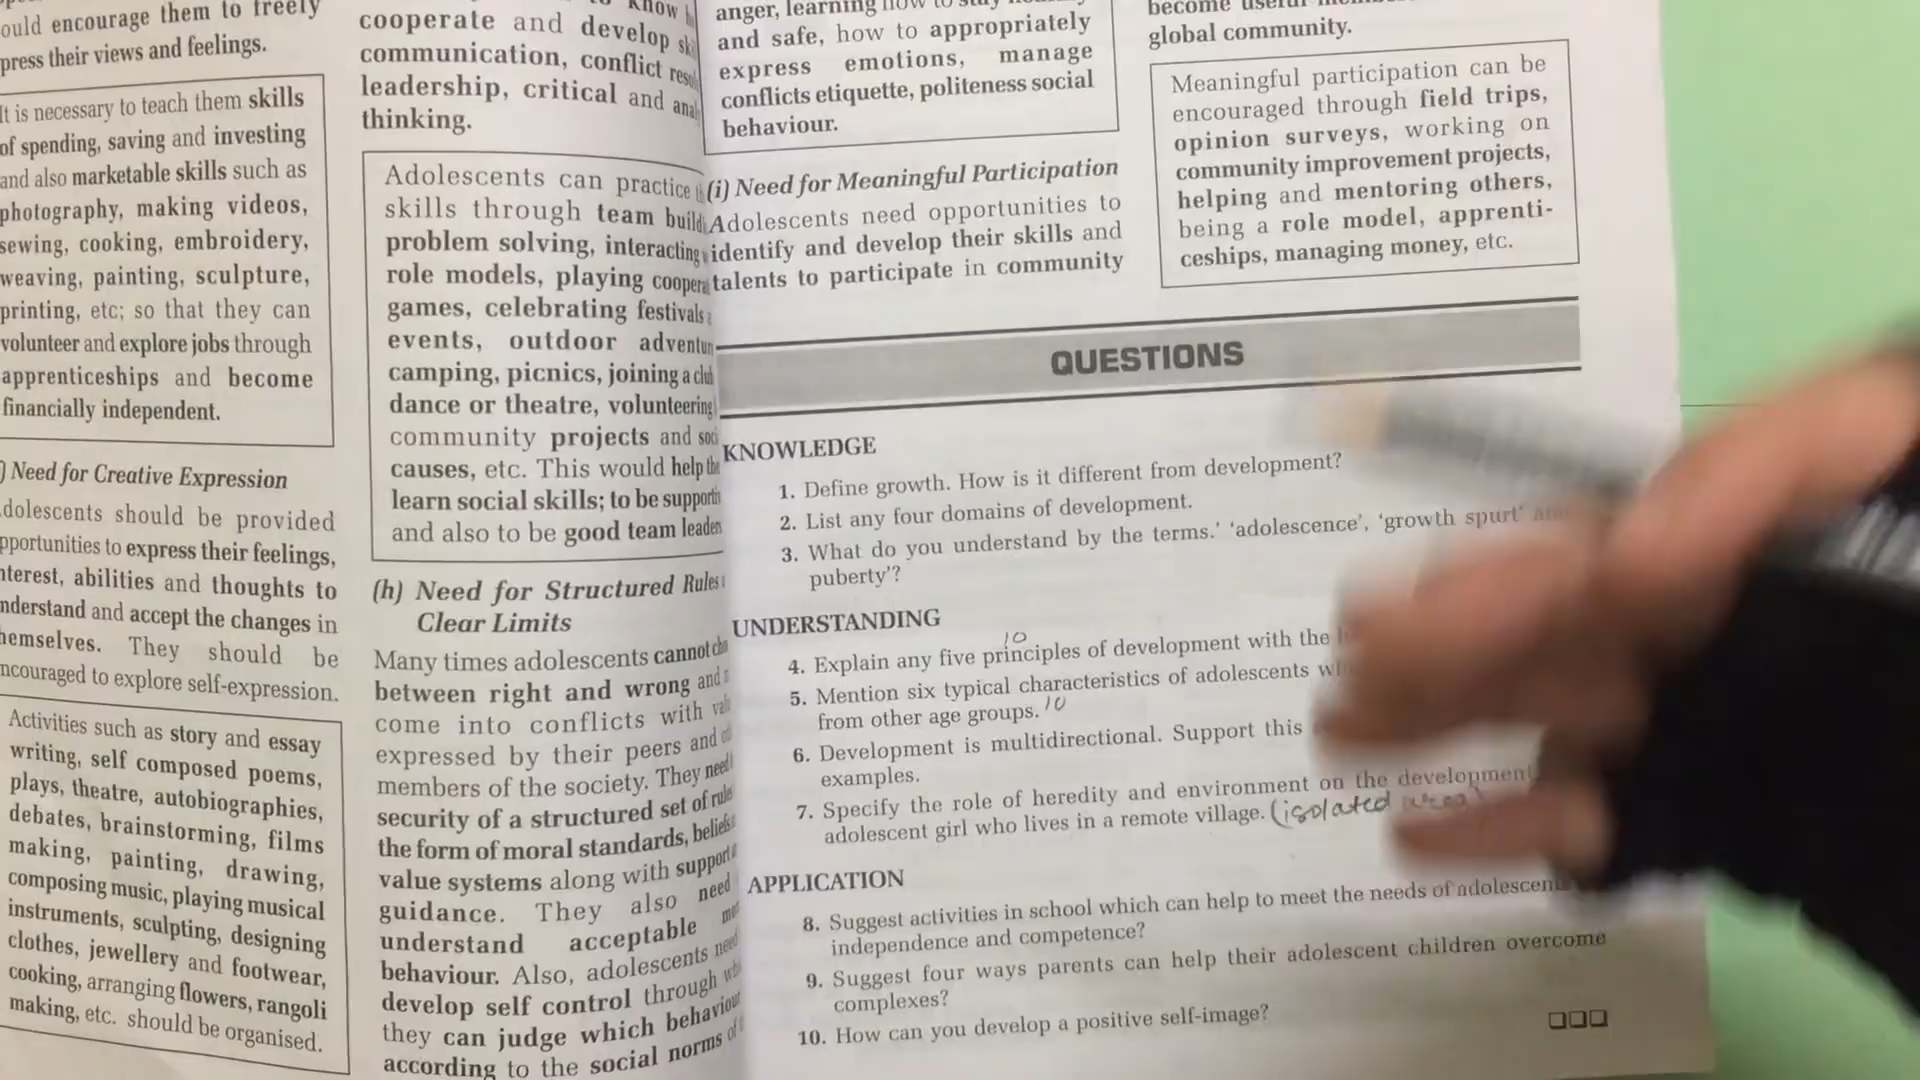 ould encourage them to freely
press their views and feelings.
It is necessary to teach them skills
of spending, saving and investing
and also marketable skills such as
photography, making videos,
sewing, cooking, embroidery,
weaving, painting, sculpture,
printing, etc; so that they can
volunteer and explore jobs through
apprenticeships and become
financially independent.
) Need for Creative Expression
dolescents should be provided
pportunities to express their feelings,
nterest, abilities and thoughts to
nderstand and accept the changes in
hemselves. They should be
ncouraged to explore self-expression.
Activities such as story and essay
writing, self composed poems,
plays, theatre, autobiographies,
debates, brainstorming, films
making, painting, drawing,
composing music, playing musical
instruments, sculpting, designing
clothes, jewellery and footwear,
cooking, arranging flowers, rangoli
making, etc. should be organised.
to know
cooperate and develop
communication, conflict
leadership, critical and
thinking.
Adolescents can practice
skills through team
problem solving, interacting
role models, playing
games, celebrating festivals
events, outdoor
camping, picnics, joining a
dance or theatre, volunteering
community projects and
causes, etc. This would help
learn social skills; to be
and also to be good team
(h) Need for Structured Rules
Clear Limits
Many times adolescents cannot
between right and wrong and
come into conflicts with
expressed by their peers and
members of the society. They need
security of a structured set of
the form of moral standards,
value systems along with
guidance. They also need
understand acceptable
behaviour. Also, adolescents
develop self control through
they can judge which
according to the social norms of
anger, learning how to stay
and safe, how to appropriately
express emotions, manage
conflicts etiquette, politeness social
behaviour.
(i) Need for Meaningful Participation
Adolescents need opportunities to
identify and develop their skills and
talents to participate in community
become useful
global community.
Meaningful participation can be
encouraged through field trips,
opinion surveys, working on
community improvement projects,
helping and mentoring others,
being a role model, apprenti-
ceships, managing money, etc.
QUESTIONS
KNOWLEDGE
1. Define growth. How is it different from development?
2. List any four domains of development.
3. What do you understand by the terms.' 'adolescence', 'growth spurt'
puberty'?
UNDERSTANDING
10
4. Explain any five principles of development with the
5. Mention six typical characteristics of adolescents
from other age groups. 10
6. Development is multidirectional. Support this
examples.
7. Specify the role of heredity and environment on the development
adolescent girl who lives in a remote village. (isolated area)
APPLICATION
8. Suggest activities in school which can help to meet the needs of
independence and competence?
9. Suggest four ways parents can help their adolescent children overcome
complexes?
10. How can you develop a positive self-image?